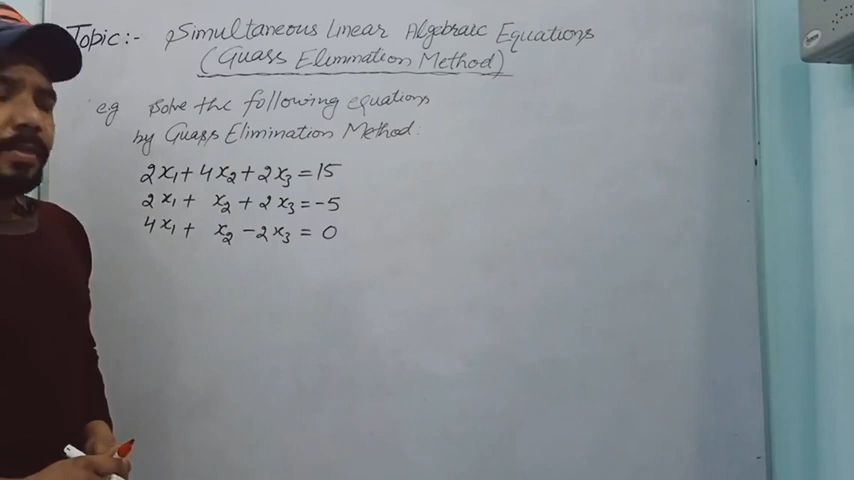 Topic:- Simultaneous Linear Algebraic Equations
(Guass Elimination Method)
eg Solve the following equations
by Guass Elimination Method:
2x₁ + 4x₂ + 2x₃ = 15
2x₁ + x₂ + 2x₃ = -5
4x₁ + x₂ - 2x₃ = 0